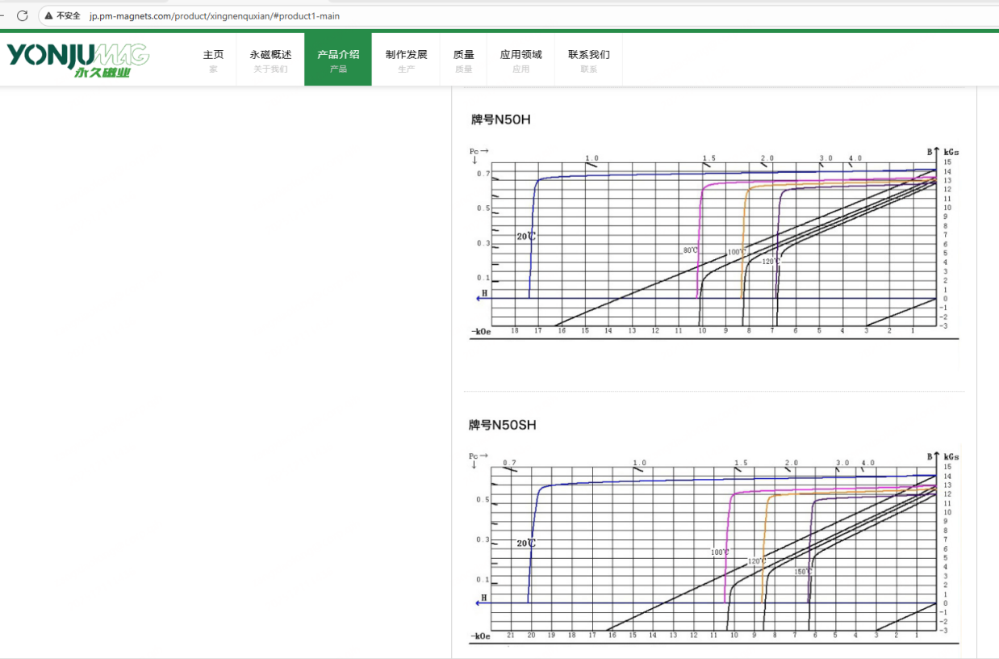 不安全 jp.pm-magnets.com/product/xingnenquxian/#product1-main
YONJUMAG
永久磁业
主页 永磁概述 产品介绍 制作发展 质量 应用领域 联系我们
家 关于我们 产品 生产 质量 应用 联系
牌号N50H
Pc→ B↑ kGs
↓ 1.0 1.5 2.0 3.0 4.0 15
14
0.7
13
12
11
0.5 10
9
8
20℃ 7
0.3 6
80℃ 100℃ 5
120℃ 4
3
0.1 2
H 1
0
-1
-2
-3
-kOe 18 17 16 15 14 13 12 11 10 9 8 7 6 5 4 3 2 1
牌号N50SH
Pc→ B↑ kGs
↓ 0.7 1.0 1.5 2.0 3.0 4.0 15
14
13
12
0.5 11
10
9
8
0.3 7
20℃ 6
100℃ 5
120℃ 4
150℃ 3
0.1 2
H 1
0
-1
-2
-3
-kOe 21 20 19 18 17 16 15 14 13 12 11 10 9 8 7 6 5 4 3 2 1